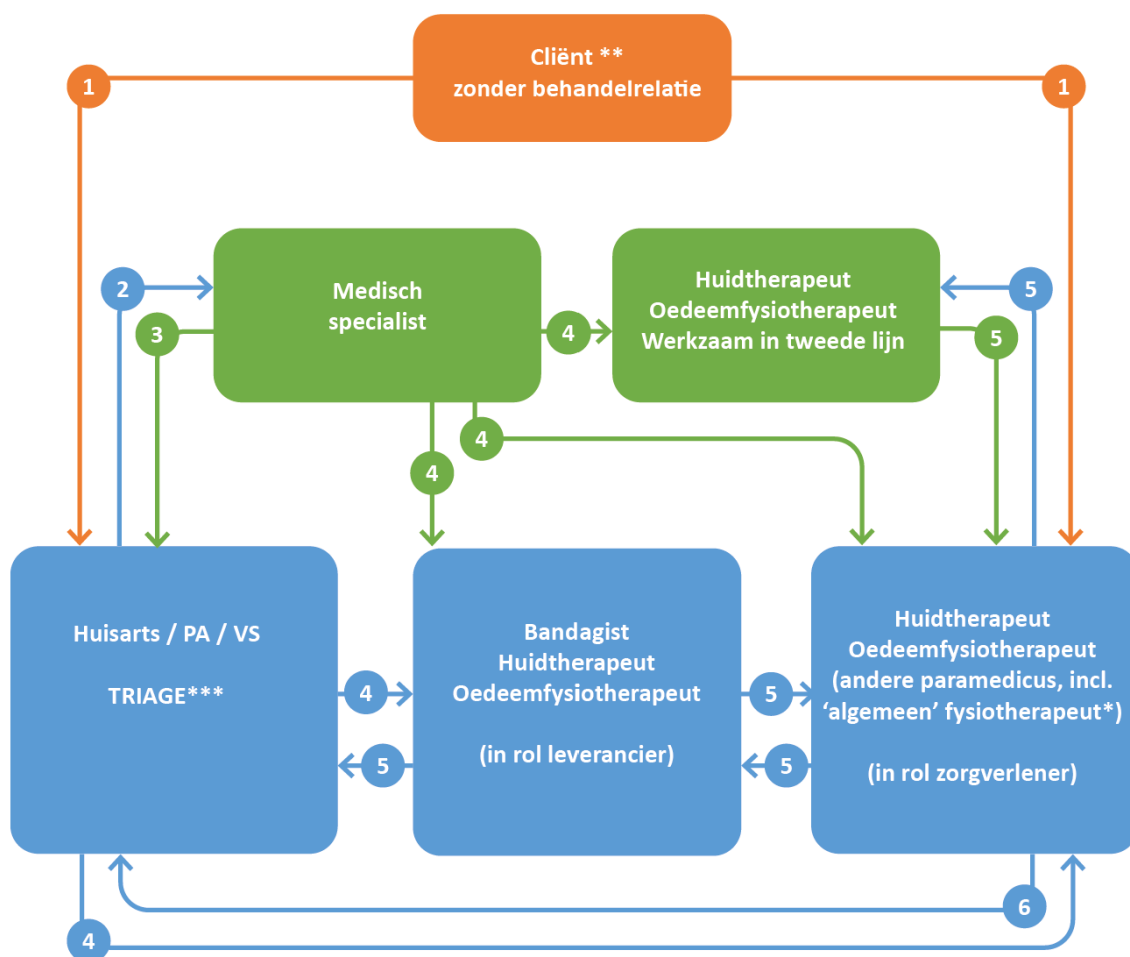 Cliënt **
zonder behandelrelatie
1
1
Medisch
specialist
Huidtherapeut
Oedeemfysiotherapeut
Werkzaam in tweede lijn
2
3
4
5
5
4
4
Huisarts / PA / VS
TRIAGE***
Bandagist
Huidtherapeut
Oedeemfysiotherapeut
(in rol leverancier)
Huidtherapeut
Oedeemfysiotherapeut
(andere paramedicus, incl.
‘algemeen’ fysiotherapeut*)
(in rol zorgverlener)
4
5
5
5
6
4